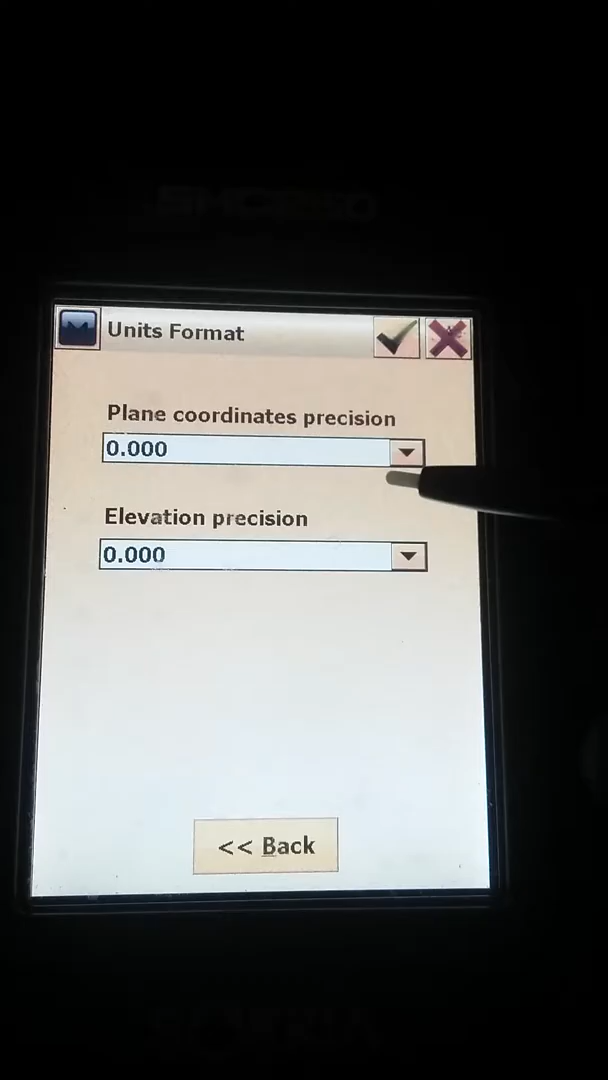 Units Format
Plane coordinates precision
0.000
Elevation precision
0.000
<< Back